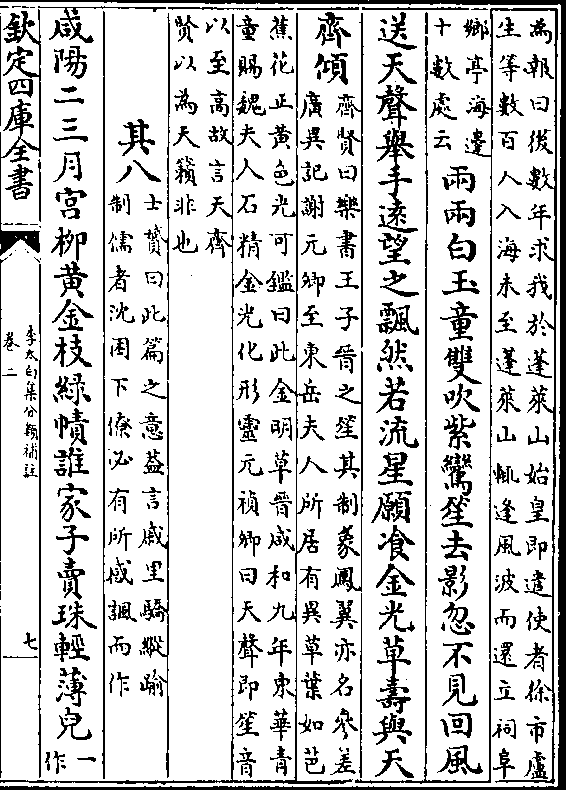 為報曰後數年求我於蓬萊山始皇即遣使者徐市盧
生等數百人入海未至蓬萊山輒逢風波而還立祠阜
鄉亭海邉
十數處云
兩兩白玉童雙吹紫鸞笙去影忽不見回風
送天聲舉手逺望之飄然若流星願飡金光草壽與天
齊傾
齊賢曰樂書王子晉之笙其制象鳳翼亦名參差
廣異記謝元卿至東岳夫人所居有異草葉如芭
蕉花正黃色光可鑑曰此金明草晉咸和九年東華青
童賜魏夫人石精金光化形靈元禎卿曰天聲即笙音
以至髙故言天齊
賢以為天籟非也
其八
士贇曰此篇之意葢言戚里驕縱踰
制儒者沈困下僚必有所感諷而作
咸陽二三月宫栁黃金枝緑幘誰家子賣珠輕薄兒
一
作
欽定四庫全書
李太白集分類補註
卷二
七